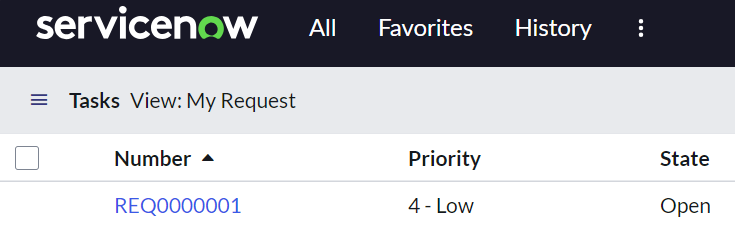 servicenow All Favorites History
Tasks View: My Request
Number Priority State
REQ0000001 4 - Low Open